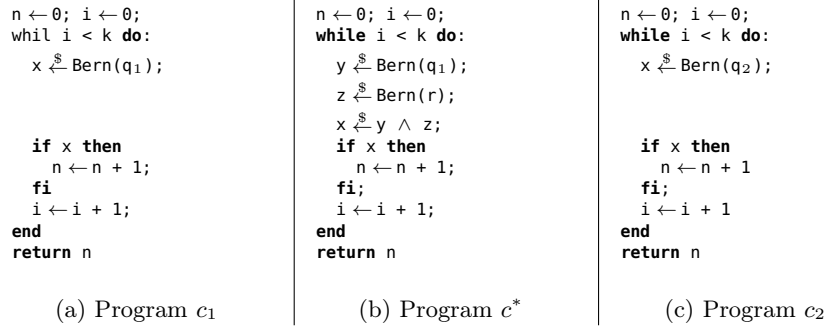 n ← 0; i ← 0;
whil i < k do:
x ←$ Bern(q₁);
if x then
n ← n + 1;
fi
i ← i + 1;
end
return n
(a) Program c₁
n ← 0; i ← 0;
while i < k do:
y ←$ Bern(q₁);
z ←$ Bern(r);
x ←$ y ∧ z;
if x then
n ← n + 1;
fi;
i ← i + 1;
end
return n
(b) Program c*
n ← 0; i ← 0;
while i < k do:
x ←$ Bern(q₂);
if x then
n ← n + 1
fi;
i ← i + 1
end
return n
(c) Program c₂